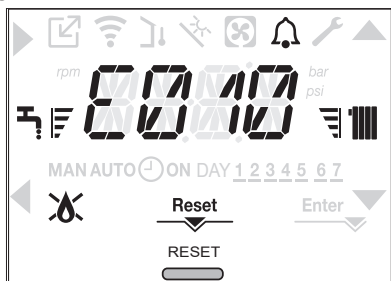 rpm
bar
psi
E010
MAN AUTO ON DAY 1 2 3 4 5 6 7
Reset
Enter
RESET